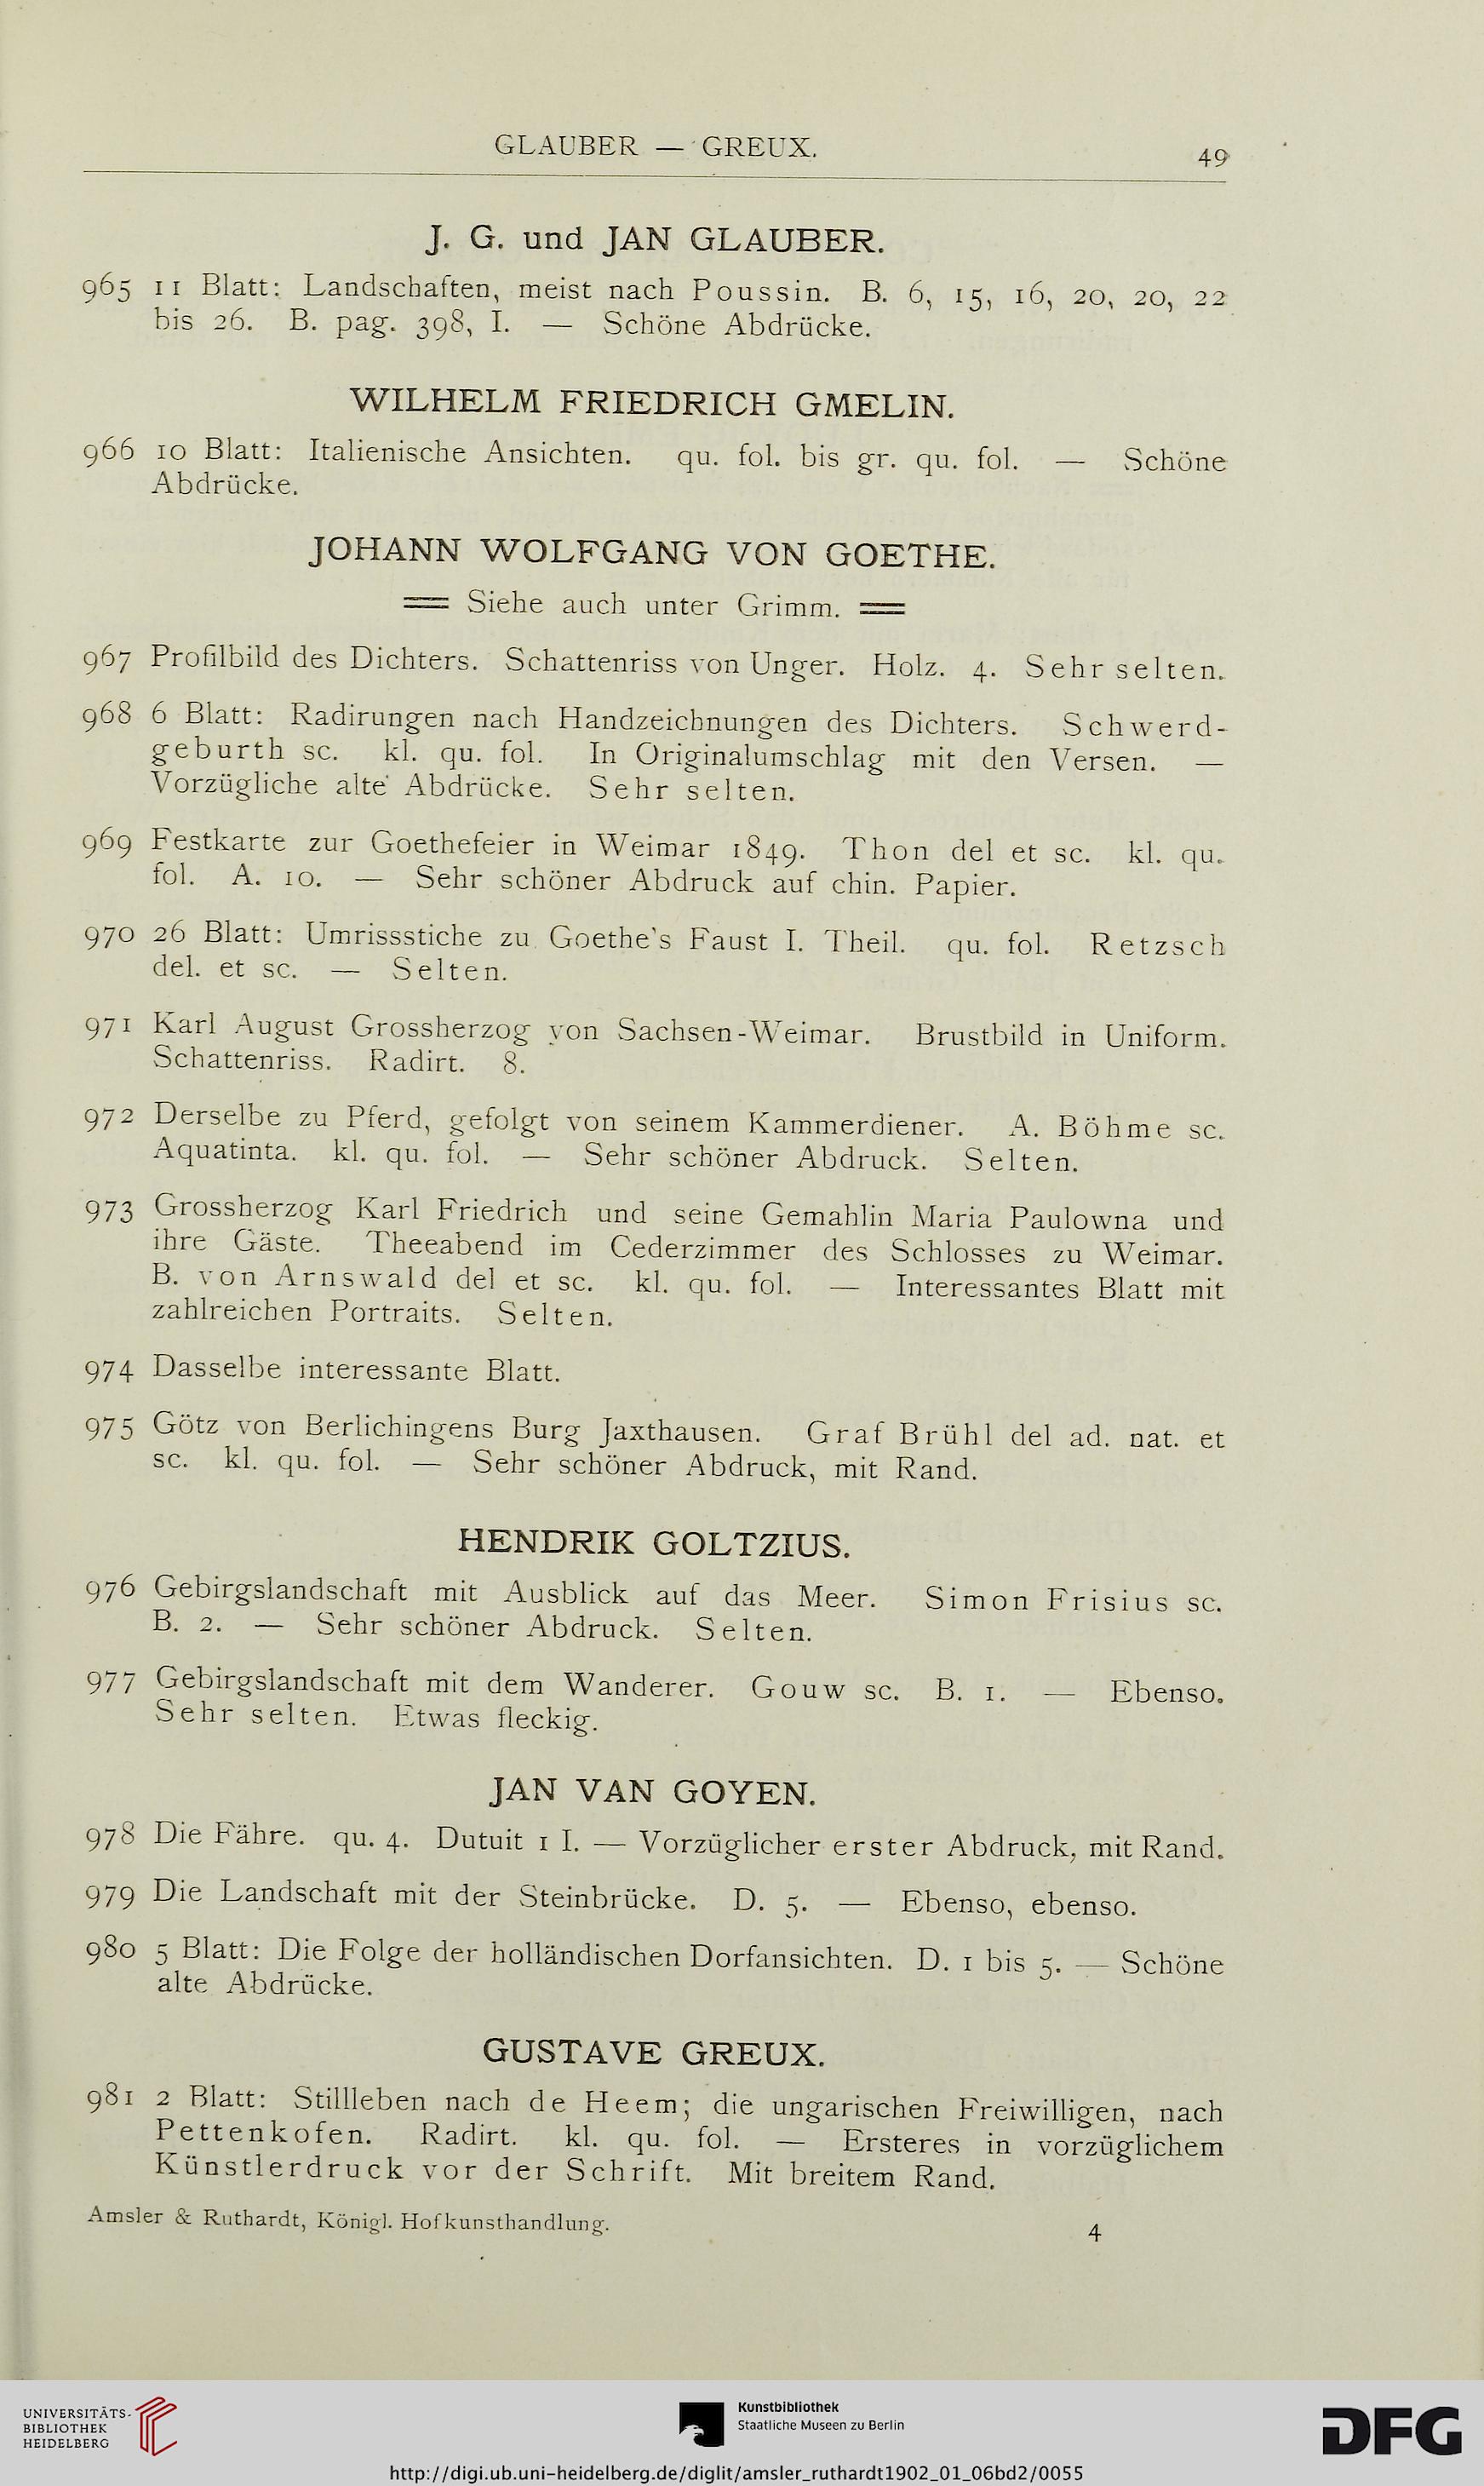 GLAUBER — GREUX.
49
J. G. und JAN GLAUBER.
965 11 Blatt: Landschaften, meist nach Poussin. B. 6, 15, 16, 20, 20, 22
bis 26. B. pag. 398, I. — Schöne Abdrücke.
WILHELM FRIEDRICH GMELIN.
966 10 Blatt: Italienische Ansichten. qu. fol. bis gr. qu. fol. — Schöne
Abdrücke.
JOHANN WOLFGANG VON GOETHE.
== Siehe auch unter Grimm. ==
967 Profilbild des Dichters. Schattenriss von Unger. Holz. 4. Sehr selten.
968 6 Blatt: Radirungen nach Handzeichnungen des Dichters. Schwerd-
geburth sc. kl. qu. fol. In Originalumschlag mit den Versen. —
Vorzügliche alte Abdrücke. Sehr selten.
969 Festkarte zur Goethefeier in Weimar 1849. Thon del et sc. kl. qu.
fol. A. 10. — Sehr schöner Abdruck auf chin. Papier.
970 26 Blatt: Umrissstiche zu Goethe's Faust I. Theil. qu. fol. Retzsch
del. et sc. — Selten.
971 Karl August Grossherzog von Sachsen-Weimar. Brustbild in Uniform.
Schattenriss. Radirt. 8.
972 Derselbe zu Pferd, gefolgt von seinem Kammerdiener. A. Böhme sc.
Aquatinta. kl. qu. fol. — Sehr schöner Abdruck. Selten.
973 Grossherzog Karl Friedrich und seine Gemahlin Maria Paulowna und
ihre Gäste. Theeabend im Cederzimmer des Schlosses zu Weimar.
B. von Arnswald del et sc. kl. qu. fol. — Interessantes Blatt mit
zahlreichen Portraits. Selten.
974 Dasselbe interessante Blatt.
975 Götz von Berlichingens Burg Jaxthausen. Graf Brühl del ad. nat. et
sc. kl. qu. fol. — Sehr schöner Abdruck, mit Rand.
HENDRIK GOLTZIUS.
976 Gebirgslandschaft mit Ausblick auf das Meer. Simon Frisius sc.
B. 2. — Sehr schöner Abdruck. Selten.
977 Gebirgslandschaft mit dem Wanderer. Gouw sc. B. 1. — Ebenso.
Sehr selten. Etwas fleckig.
JAN VAN GOYEN.
978 Die Fähre. qu. 4. Dutuit 1 I. — Vorzüglicher erster Abdruck, mit Rand.
979 Die Landschaft mit der Steinbrücke. D. 5. — Ebenso, ebenso.
980 5 Blatt: Die Folge der holländischen Dorfansichten. D. 1 bis 5. — Schöne
alte Abdrücke.
GUSTAVE GREUX.
981 2 Blatt: Stillleben nach de Heem; die ungarischen Freiwilligen, nach
Pettenkofen. Radirt. kl. qu. fol. — Ersteres in vorzüglichem
Künstlerdruck vor der Schrift. Mit breitem Rand.
Amsler & Ruthardt, Königl. Hofkunsthandlung.
4
UNIVERSITÄTS-
BIBLIOTHEK
HEIDELBERG
Kunstbibliothek
Staatliche Museen zu Berlin
DFG
http://digi.ub.uni-heidelberg.de/diglit/amsler_ruthardt1902_01_06bd2/0055